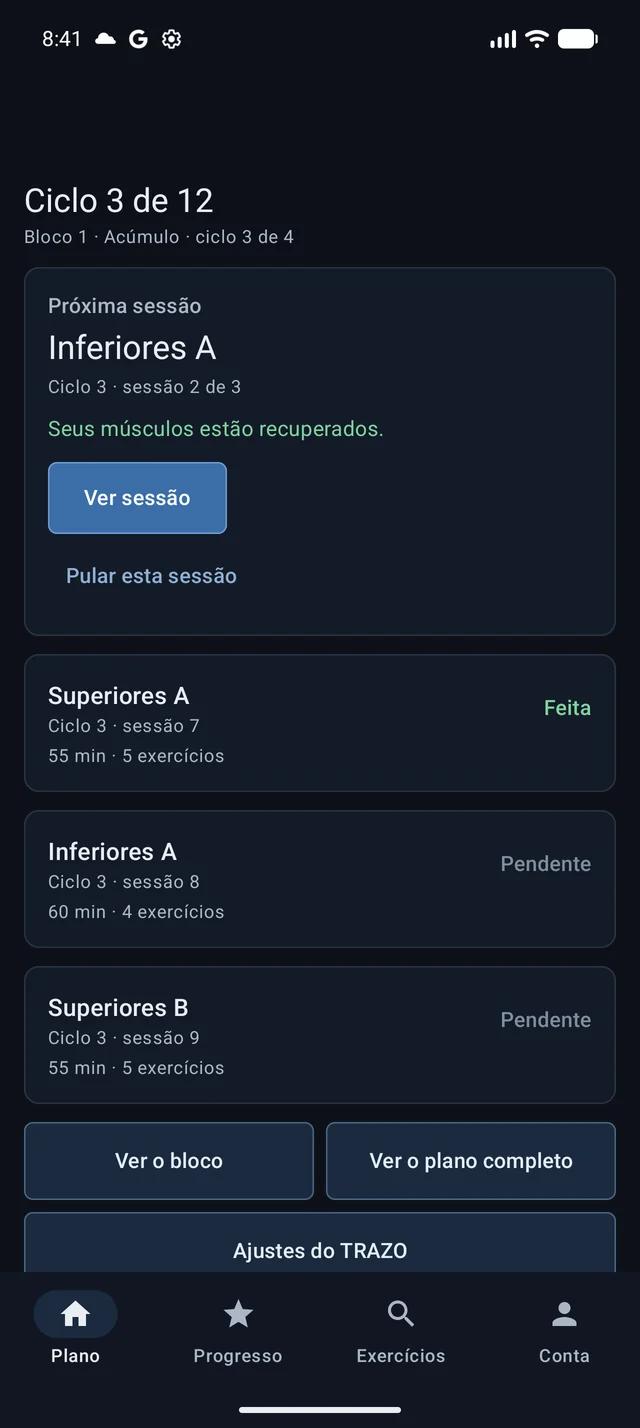 8:41
Ciclo 3 de 12
Bloco 1 · Acúmulo · ciclo 3 de 4
Próxima sessão
Inferiores A
Ciclo 3 · sessão 2 de 3
Seus músculos estão recuperados.
Ver sessão
Pular esta sessão
Superiores A
Feita
Ciclo 3 · sessão 7
55 min · 5 exercícios
Inferiores A
Pendente
Ciclo 3 · sessão 8
60 min · 4 exercícios
Superiores B
Pendente
Ciclo 3 · sessão 9
55 min · 5 exercícios
Ver o bloco
Ver o plano completo
Ajustes do TRAZO
Plano
Progresso
Exercícios
Conta